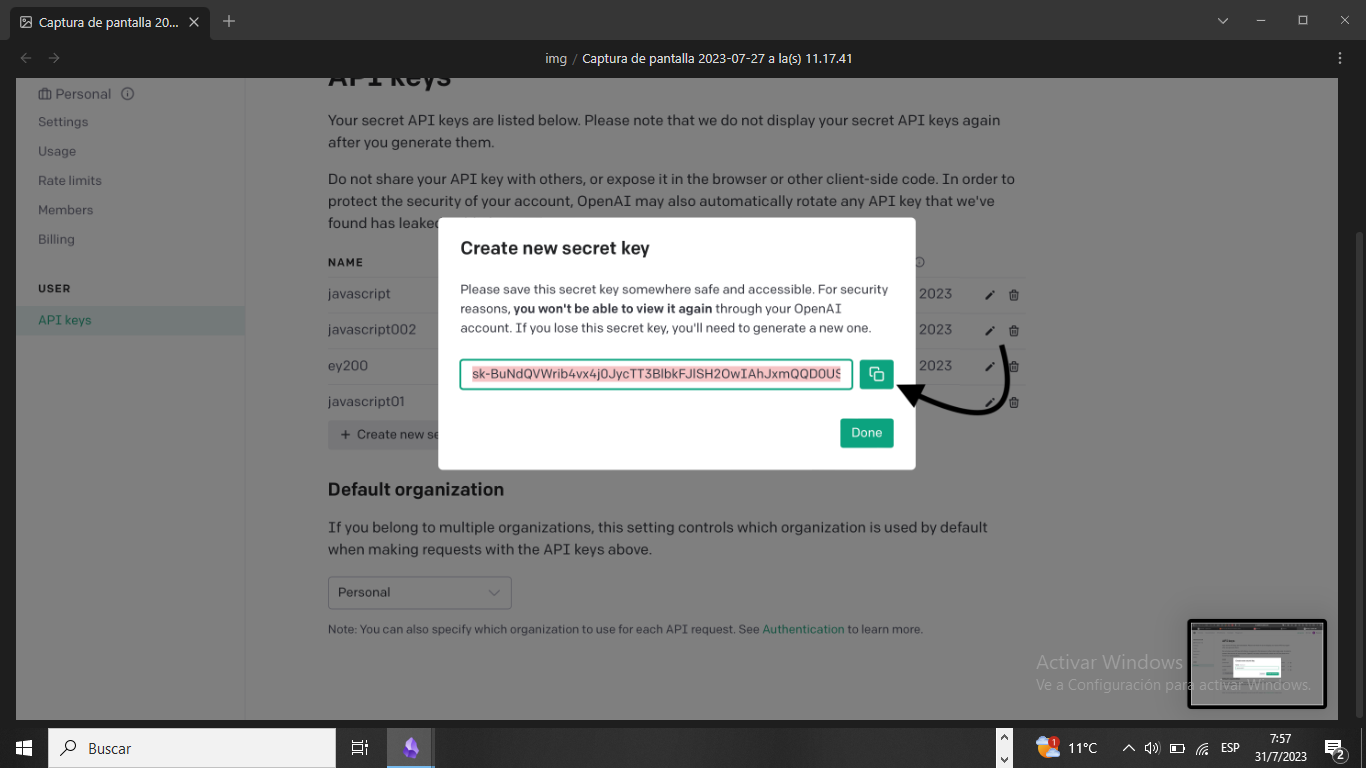 Captura de pantalla 20...
img / Captura de pantalla 2023-07-27 a la(s) 11.17.41
API keys
Personal
Settings
Usage
Rate limits
Members
Billing
USER
API keys
Your secret API keys are listed below. Please note that we do not display your secret API keys again
after you generate them.
Do not share your API key with others, or expose it in the browser or other client-side code. In order to
protect the security of your account, OpenAI may also automatically rotate any API key that we've
found has leaked
NAME
javascript 2023
javascript002 2023
ey200 2023
javascript01
+ Create new se
Create new secret key
Please save this secret key somewhere safe and accessible. For security
reasons, you won't be able to view it again through your OpenAI
account. If you lose this secret key, you'll need to generate a new one.
Done
Default organization
If you belong to multiple organizations, this setting controls which organization is used by default
when making requests with the API keys above.
Personal
Note: You can also specify which organization to use for each API request. See Authentication to learn more.
Activar Windows
Ve a Configuración para activar Windows.
Buscar
1
11°C
ESP
7:57
31/7/2023
2